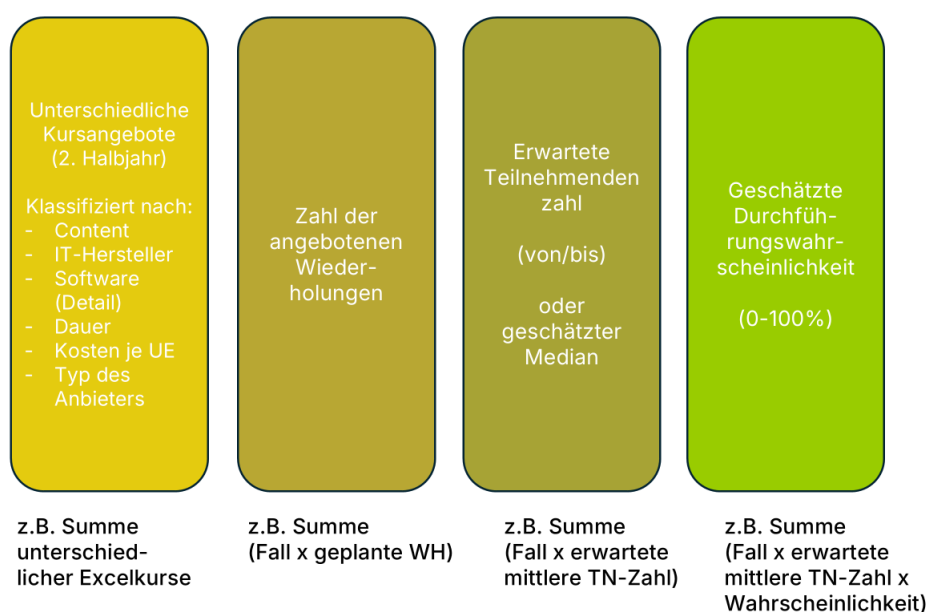 Unterschiedliche
Kursangebote
(2. Halbjahr)
Klassifiziert nach:
- Content
- IT-Hersteller
- Software
(Detail)
- Dauer
- Kosten je UE
- Typ des
Anbieters
z.B. Summe
unterschied-
licher Excelkurse
Zahl der
angebotenen
Wieder-
holungen
z.B. Summe
(Fall x geplante WH)
Erwartete
Teilnehmenden
zahl
(von/bis)
oder
geschätzter
Median
z.B. Summe
(Fall x erwartete
mittlere TN-Zahl)
Geschätzte
Durchfüh-
rungswahr-
scheinlichkeit
(0-100%)
z.B. Summe
(Fall x erwartete
mittlere TN-Zahl x
Wahrscheinlichkeit)